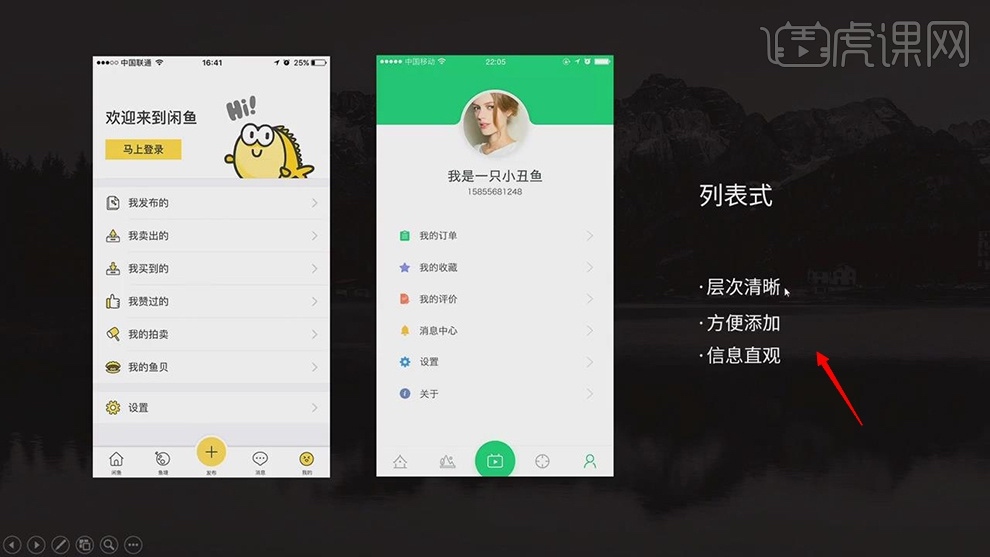 虎课网
中国联通
16:41
25%
欢迎来到闲鱼
Hi!
马上登录
我发布的
我卖出的
我买到的
我赞过的
我的拍卖
我的鱼贝
设置
闲鱼
鱼塘
发布
消息
我的
中国移动
22:05
我是一只小丑鱼
15855681248
我的订单
我的收藏
我的评价
消息中心
设置
关于
列表式
·层次清晰
·方便添加
·信息直观